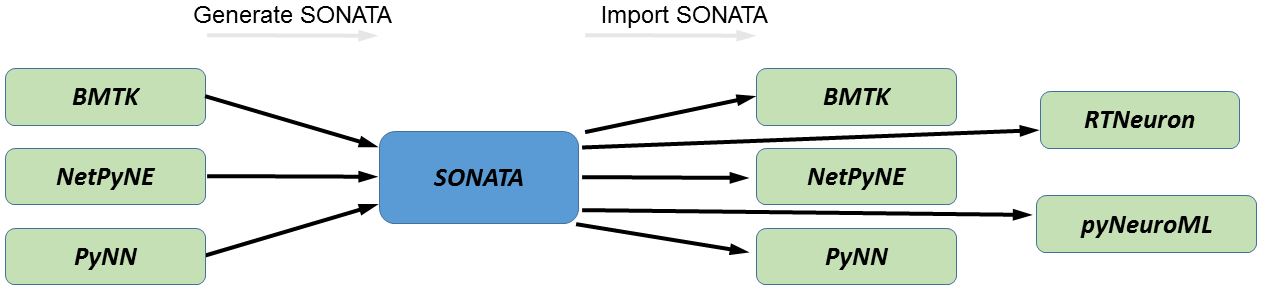 Generate SONATA
Import SONATA
BMTK
NetPyNE
PyNN
SONATA
BMTK
NetPyNE
PyNN
RTNeuron
pyNeuroML